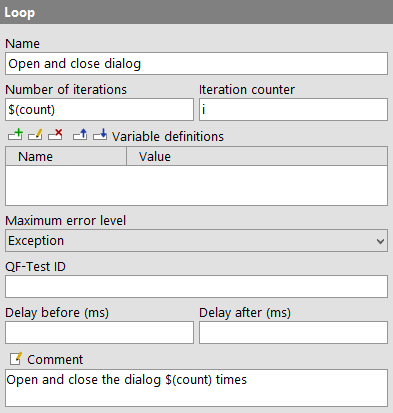 Loop
Name
Open and close dialog
Number of iterations Iteration counter
$(count) i
Variable definitions
Name Value
Maximum error level
Exception
QF-Test ID
Delay before (ms) Delay after (ms)
Comment
Open and close the dialog $(count) times